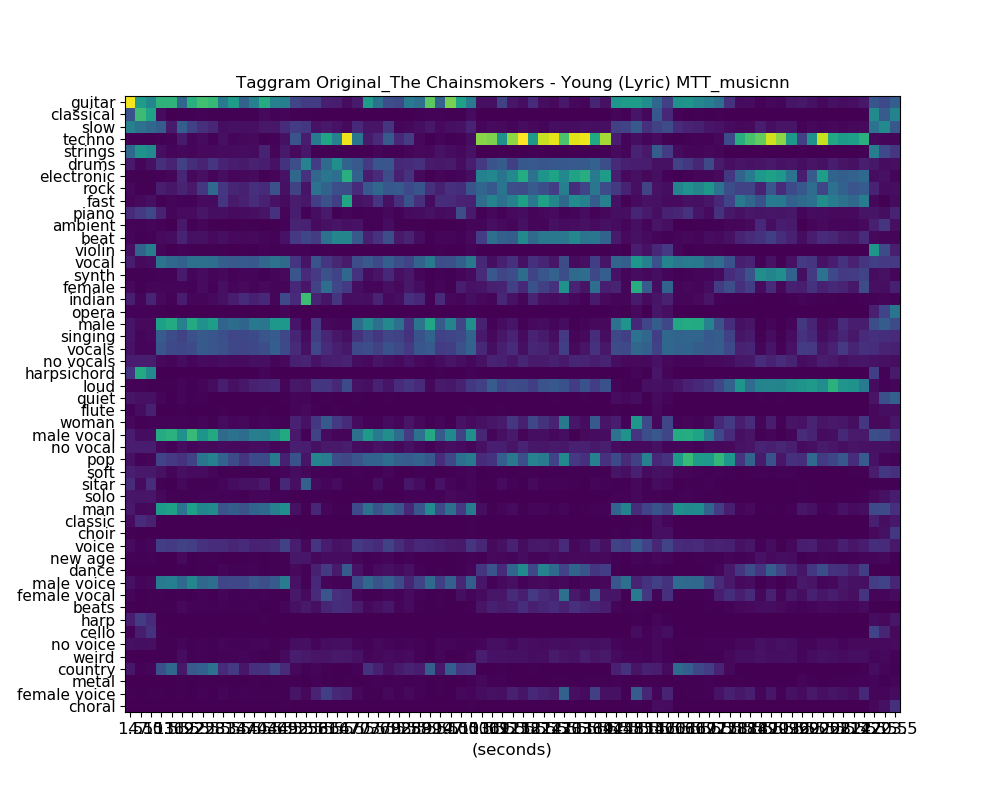 Taggram Original_The Chainsmokers - Young (Lyric) MTT_musicnn
guitar
classical
slow
techno
strings
drums
electronic
rock
fast
piano
ambient
beat
violin
vocal
synth
female
indian
opera
male
singing
vocals
no vocals
harpsichord
loud
quiet
flute
woman
male vocal
no vocal
pop
soft
sitar
solo
man
classic
choir
voice
new age
dance
male voice
female vocal
beats
harp
cello
no voice
weird
country
metal
female voice
choral
(seconds)